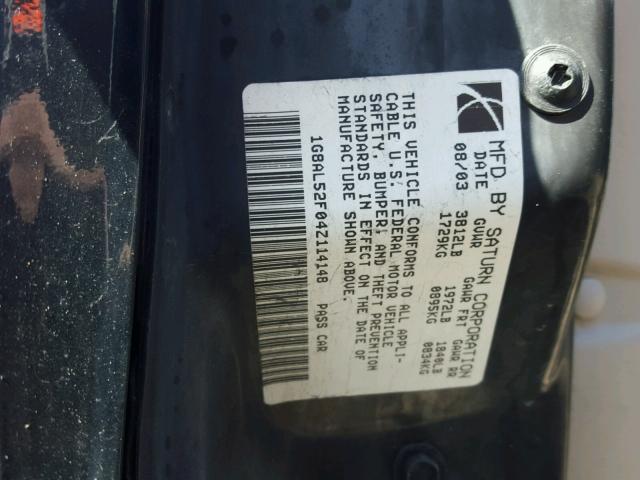 MFD BY SATURN CORPORATION
DATE GVWR GAWR FRT GAWR RR
08/03 3812LB 1972LB 1840LB
1729KG 0895KG 0834KG
THIS VEHICLE CONFORMS TO ALL APPLI-
CABLE U.S. FEDERAL MOTOR VEHICLE
SAFETY, BUMPER, AND THEFT PREVENTION
STANDARDS IN EFFECT ON THE DATE OF
MANUFACTURE SHOWN ABOVE.
1G8AL52F04Z114148 PASS CAR